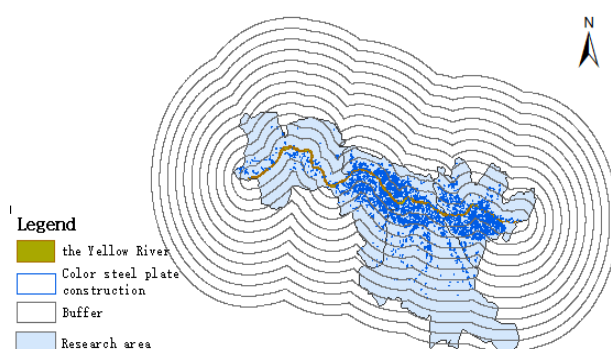 N
Legend
the Yellow River
Color steel plate
construction
Buffer
Research area